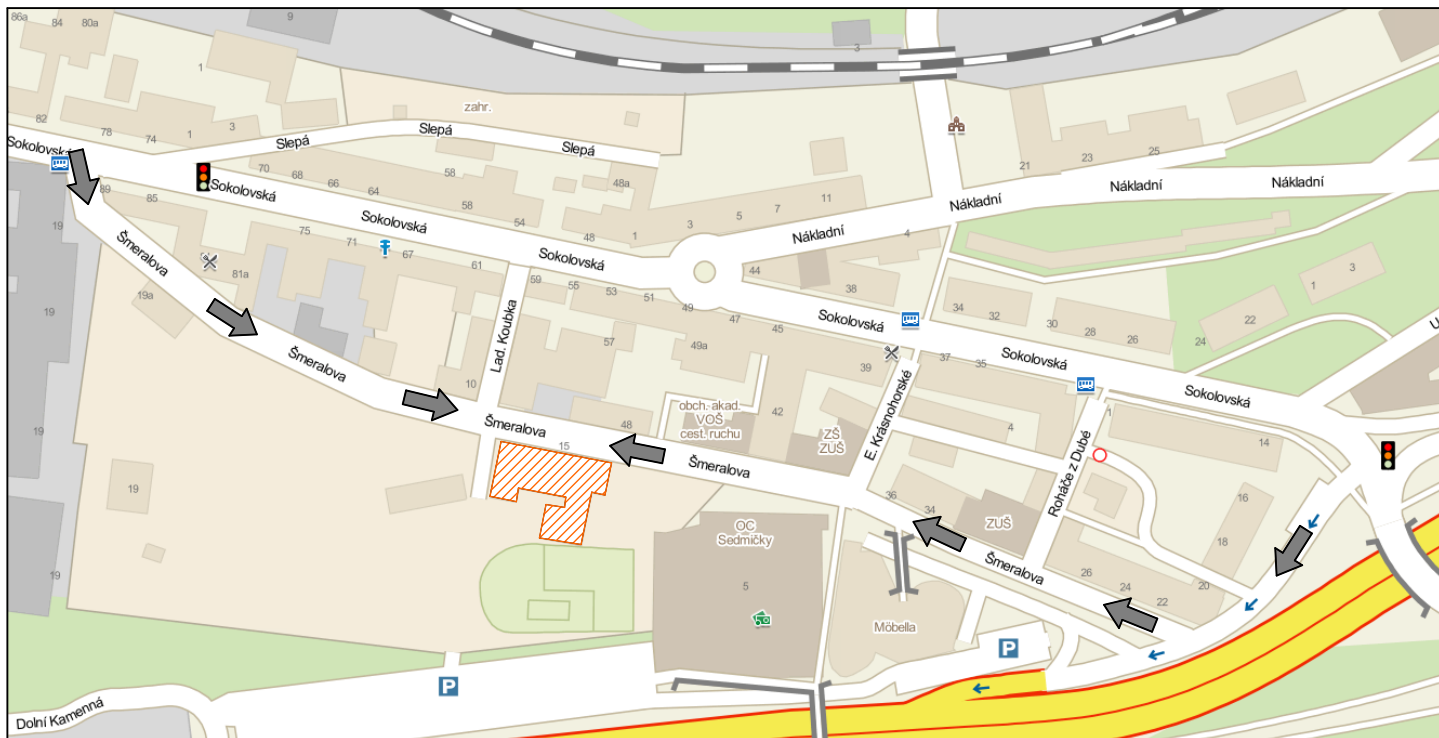 86a
84
80a
9
3
1
zahr.
82
78
74
1
3
Slepá
Slepá
Sokolovská
70
68
66
64
58
48a
21
23
25
89
85
Sokolovská
58
54
48
1
3
5
7
11
Nákladní
Nákladní
Nákladní
Nákladní
4
19
Šmeralova
75
71
67
Sokolovská
61
Sokolovská
81a
19a
59
55
53
51
49
47
45
44
38
34
32
30
28
26
24
22
1
3
U
Sokolovská
Sokolovská
Sokolovská
19
Lad. Koubka
57
49a
39
37
35
Šmeralova
10
48
15
Šmeralova
obch. akad.
VOŠ
cest. ruchu
42
ZŠ
ZUŠ
E. Krásnohorské
4
1
14
19
19
Šmeralova
Roháče z Dubé
36
34
ZUŠ
16
18
OC
Sedmičky
Šmeralova
26
24
22
20
19
5
Möbella
P
P
Dolní Kamenná